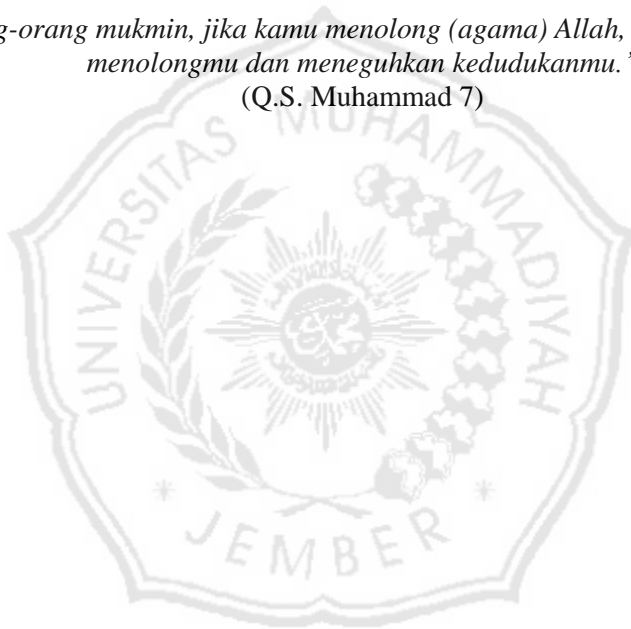 g-orang mukmin, jika kamu menolong (agama) Allah,
menolongmu dan meneguhkan kedudukanmu.”
(Q.S. Muhammad 7)
UNIVERSITAS MUHAMMADIYAH
JEMBER